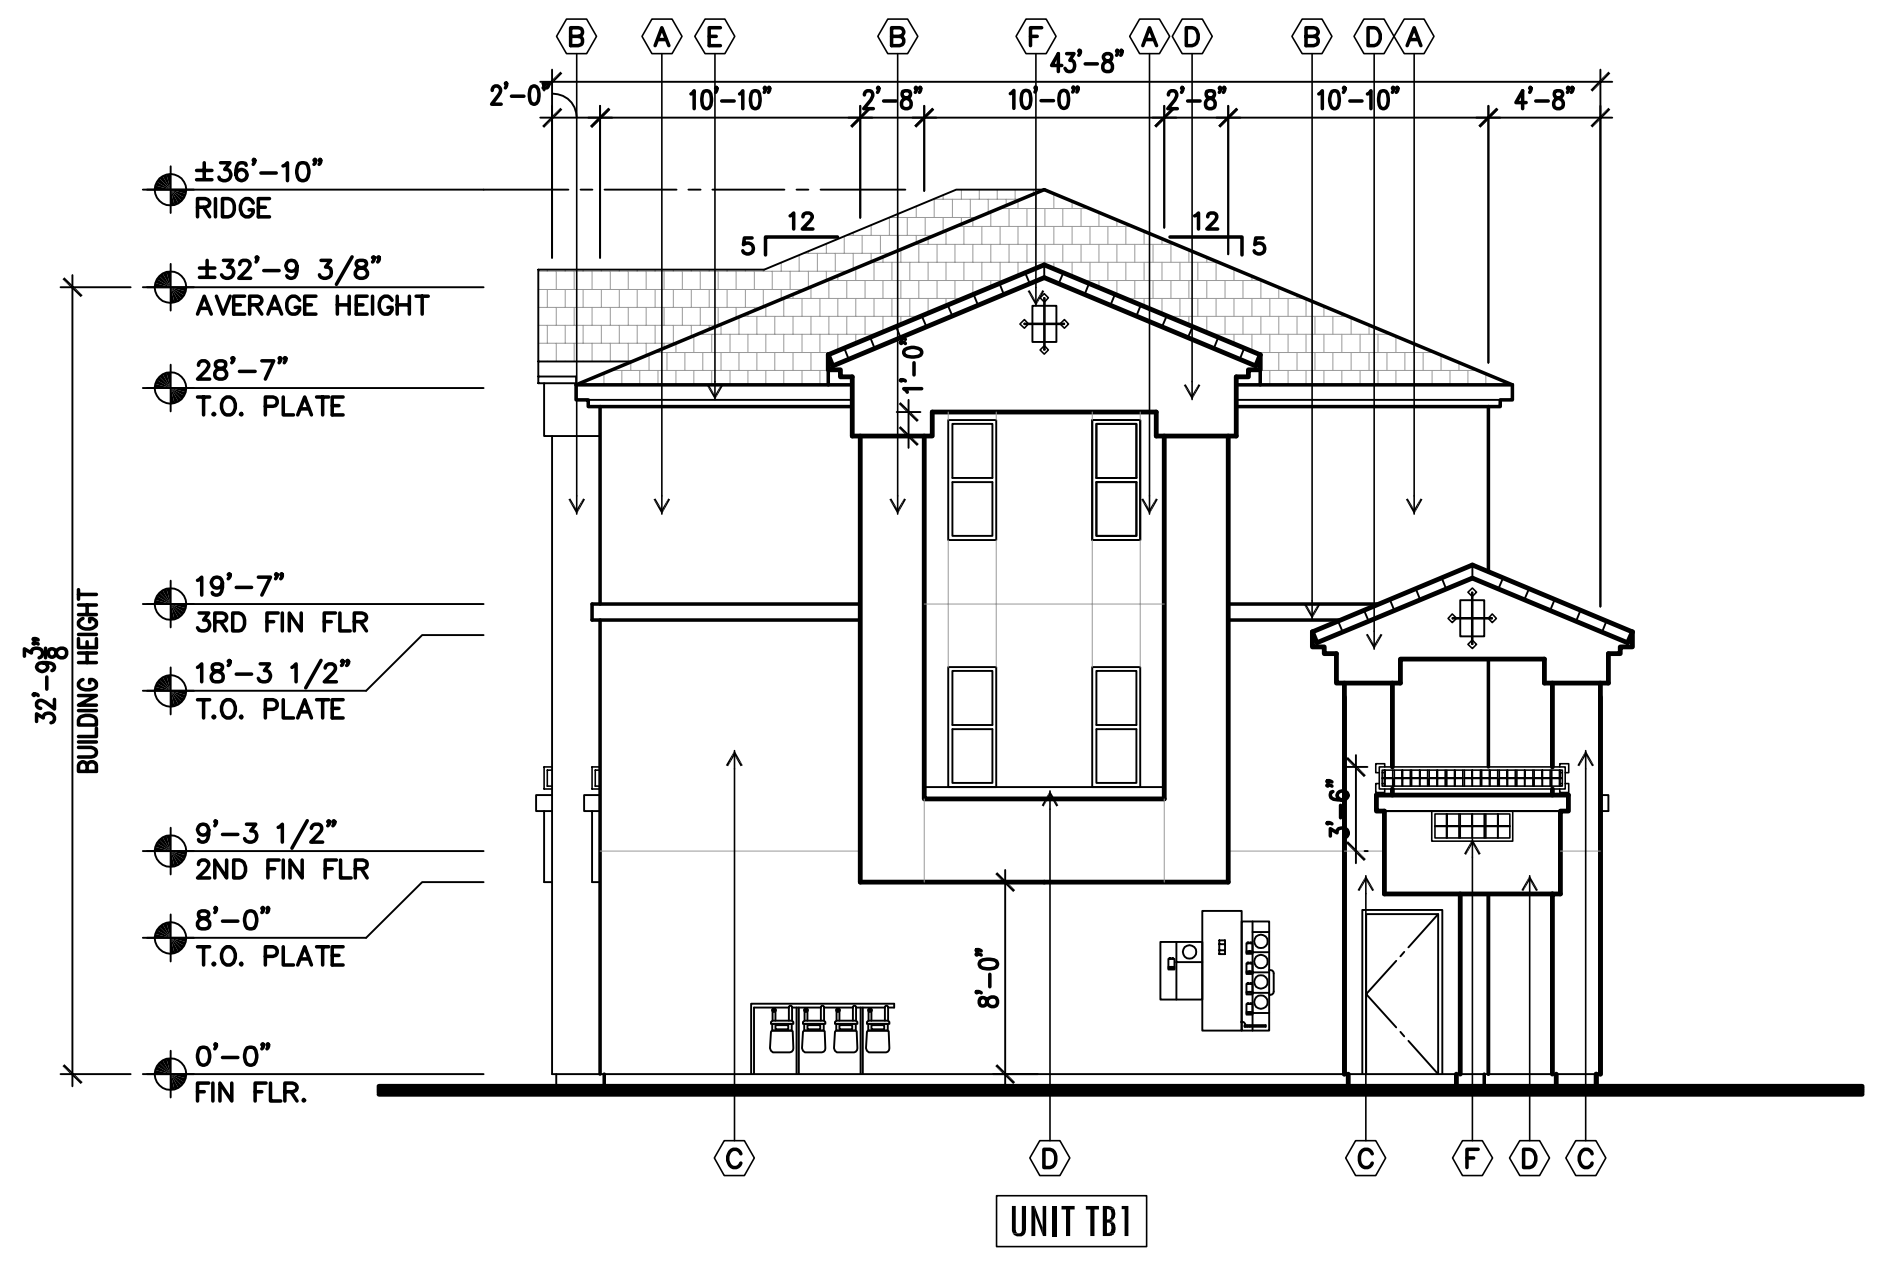 B A E B F A D B D A
43'-8"
2'-0" 10'-10" 2'-8" 10'-0" 2'-8" 10'-10" 4'-8"
±36'-10"
RIDGE
12
5
12
5
±32'-9 3/8"
AVERAGE HEIGHT
28'-7"
T.O. PLATE
1'-0"
19'-7"
3RD FIN FLR
18'-3 1/2"
T.O. PLATE
32'-9 3/8"
BUILDING HEIGHT
3'-6"
9'-3 1/2"
2ND FIN FLR
8'-0"
T.O. PLATE
8'-0"
0'-0"
FIN FLR.
C D C F D C
UNIT TB1